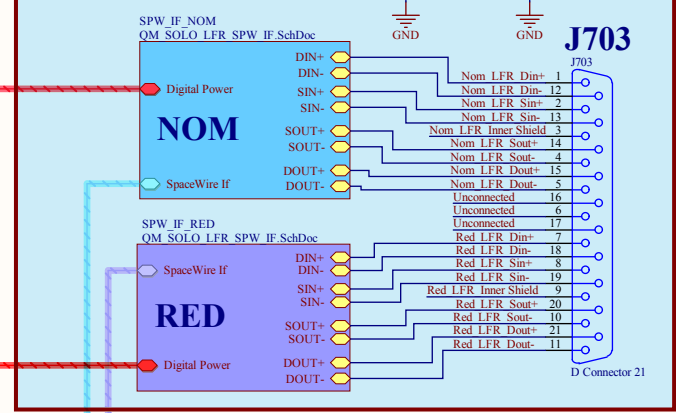 GND
GND
J703
J703
SPW_IF_NOM
QM_SOLO_LFR_SPW_IF.SchDoc
DIN+
DIN-
Digital Power
SIN+
SIN-
NOM
SOUT+
SOUT-
DOUT+
SpaceWire If
DOUT-
Nom_LFR_Din+ 1
Nom_LFR_Din- 12
Nom_LFR_Sin+ 2
Nom_LFR_Sin- 13
Nom_LFR_Inner Shield 3
Nom_LFR_Sout+ 14
Nom_LFR_Sout- 4
Nom_LFR_Dout+ 15
Nom_LFR_Dout- 5
Unconnected 16
Unconnected 6
Unconnected 17
Red_LFR_Din+ 7
Red_LFR_Din- 18
Red_LFR_Sin+ 8
Red_LFR_Sin- 19
Red_LFR_Inner Shield 9
Red_LFR_Sout+ 20
Red_LFR_Sout- 10
Red_LFR_Dout+ 21
Red_LFR_Dout- 11
SPW_IF_RED
QM_SOLO_LFR_SPW_IF.SchDoc
DIN+
SpaceWire If
DIN-
SIN+
SIN-
RED
SOUT+
SOUT-
Digital Power
DOUT+
DOUT-
D Connector 21